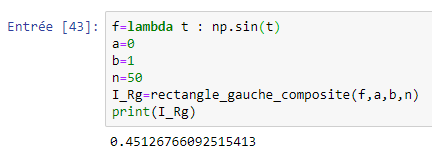 Entrée [43]: f=lambda t : np.sin(t)
a=0
b=1
n=50
I_Rg=rectangle_gauche_composite(f,a,b,n)
print(I_Rg)
0.45126766092515413